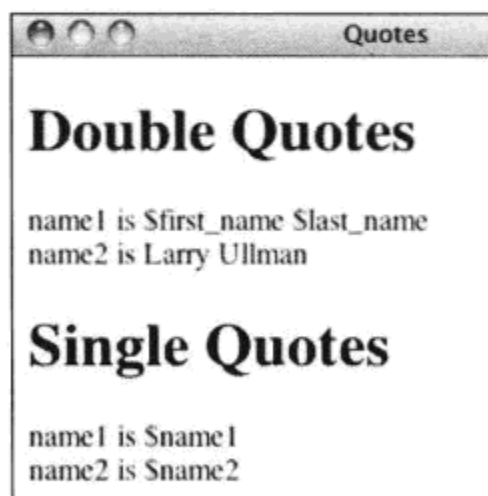 Quotes
Double Quotes
name1 is $first_name $last_name
name2 is Larry Ullman
Single Quotes
name1 is $name1
name2 is $name2